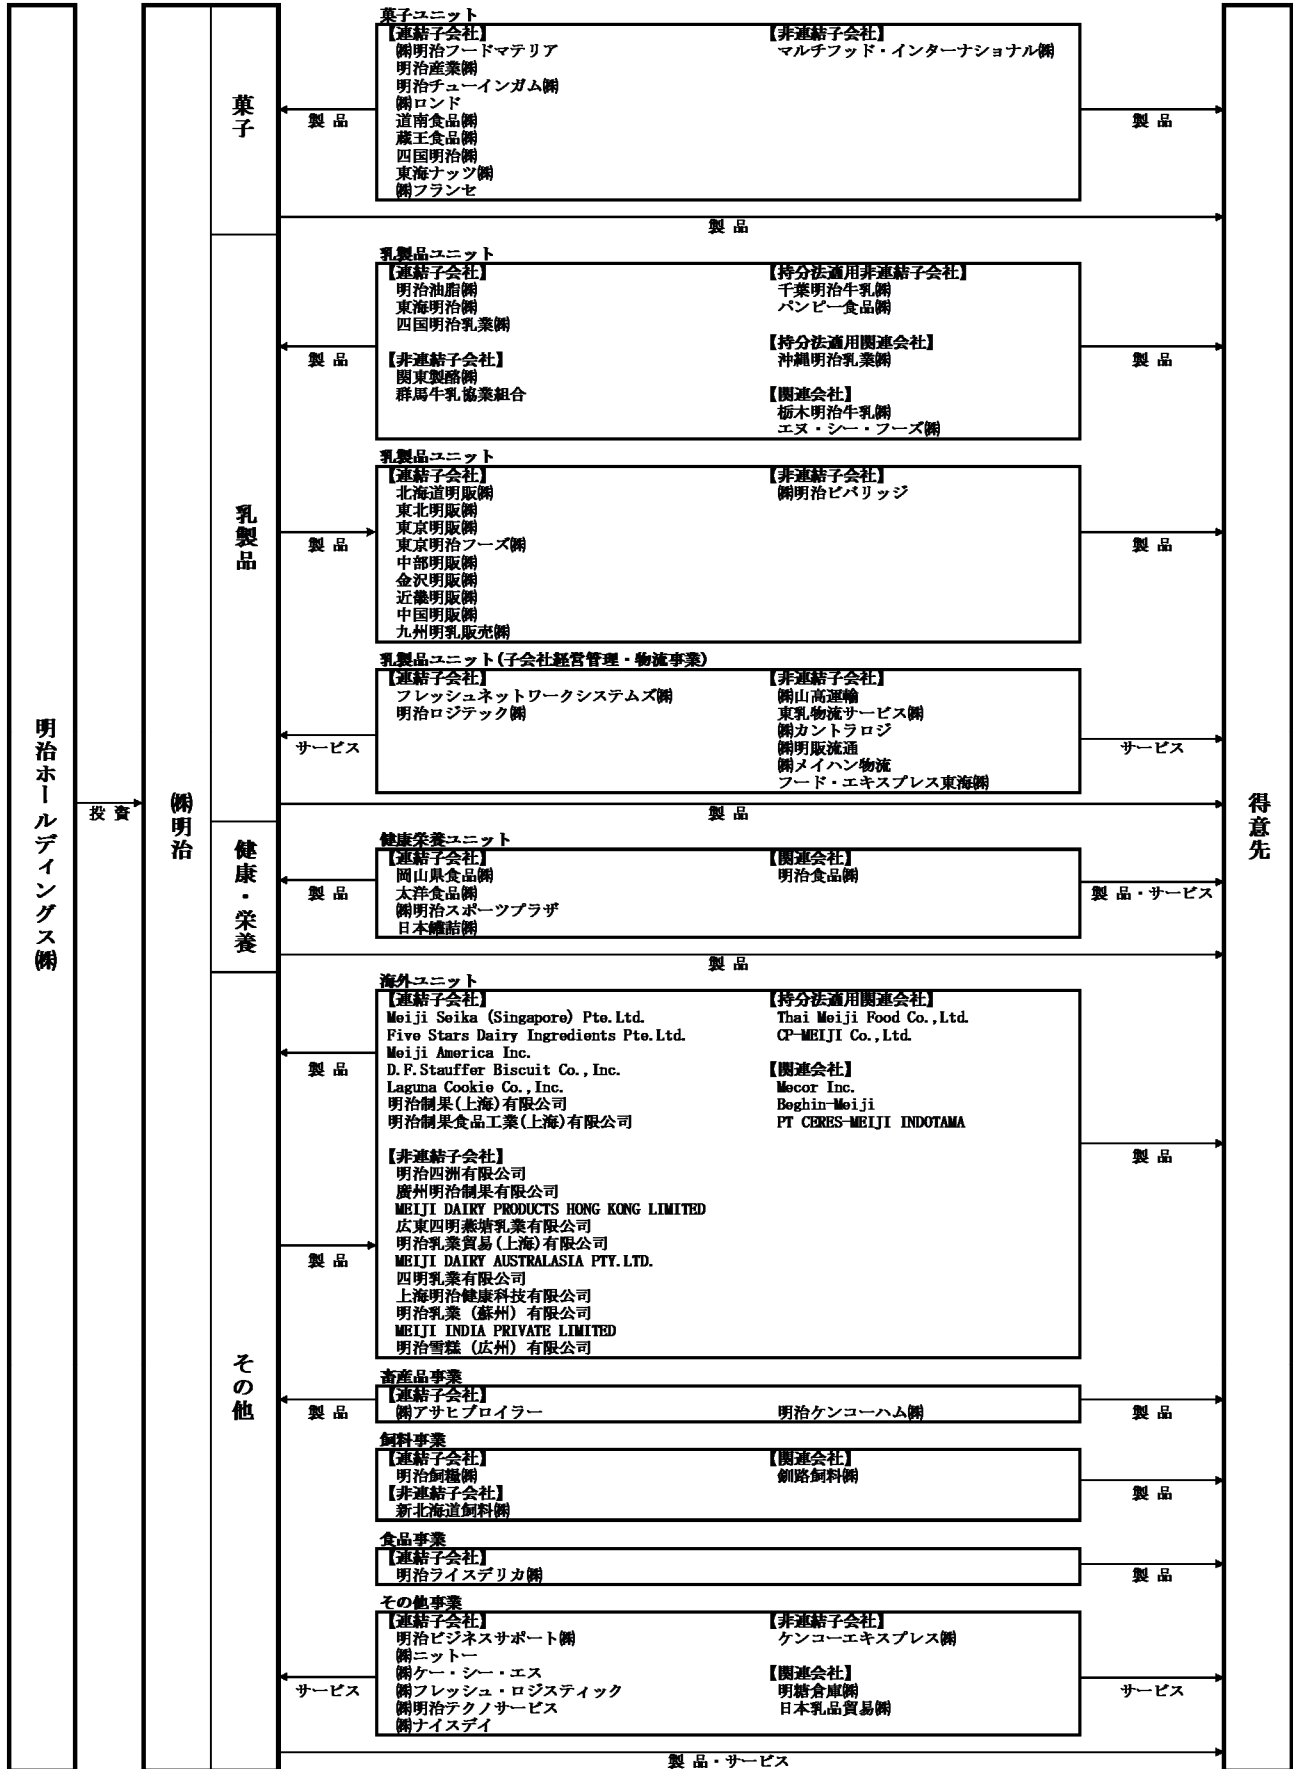 明治ホールディングス㈱
投 資
㈱明治
菓子
乳製品
健康・栄養
その他
得意先
菓子ユニット
【連結子会社】
㈱明治フードマテリア
明治産業㈱
明治チューインガム㈱
㈱ロンド
道南食品㈱
蔵王食品㈱
四国明治㈱
東海ナッツ㈱
㈱フランセ
【非連結子会社】
マルチフッド・インターナショナル㈱
製 品
製 品
製 品
乳製品ユニット
【連結子会社】
明治油脂㈱
東海明治㈱
四国明治乳業㈱
【非連結子会社】
関東製酪㈱
群馬牛乳協業組合
【持分法適用非連結子会社】
千葉明治牛乳㈱
パンピー食品㈱
【持分法適用関連会社】
沖縄明治乳業㈱
【関連会社】
栃木明治牛乳㈱
エヌ・シー・フーズ㈱
製 品
製 品
乳製品ユニット
【連結子会社】
北海道明販㈱
東北明販㈱
東京明販㈱
東京明治フーズ㈱
中部明販㈱
金沢明販㈱
近畿明販㈱
中国明販㈱
九州明乳販売㈱
【非連結子会社】
㈱明治ビバリッジ
製 品
製 品
乳製品ユニット(子会社経営管理・物流事業)
【連結子会社】
フレッシュネットワークシステムズ㈱
明治ロジテック㈱
【非連結子会社】
㈱山高運輸
東乳物流サービス㈱
㈱カントラロジ
㈱明販流通
㈱メイハン物流
フード・エキスプレス東海㈱
サービス
サービス
製 品
健康栄養ユニット
【連結子会社】
岡山県食品㈱
太洋食品㈱
㈱明治スポーツプラザ
日本罐詰㈱
【関連会社】
明治食品㈱
製 品
製 品・サービス
製 品
海外ユニット
【連結子会社】
Meiji Seika (Singapore) Pte.Ltd.
Five Stars Dairy Ingredients Pte.Ltd.
Meiji America Inc.
D.F.Stauffer Biscuit Co.,Inc.
Laguna Cookie Co.,Inc.
明治制果(上海)有限公司
明治制果食品工業(上海)有限公司
【非連結子会社】
明治四洲有限公司
廣州明治制果有限公司
MEIJI DAIRY PRODUCTS HONG KONG LIMITED
広東四明燕塘乳業有限公司
明治乳業貿易(上海)有限公司
MEIJI DAIRY AUSTRALASIA PTY.LTD.
四明乳業有限公司
上海明治健康科技有限公司
明治乳業（蘇州）有限公司
MEIJI INDIA PRIVATE LIMITED
明治雪糕（広州）有限公司
【持分法適用関連会社】
Thai Meiji Food Co.,Ltd.
CP-MEIJI Co.,Ltd.
【関連会社】
Mecor Inc.
Beghin-Meiji
PT CERES-MEIJI INDOTAMA
製 品
製 品
製 品
畜産品事業
【連結子会社】
㈱アサヒブロイラー
明治ケンコーハム㈱
製 品
製 品
飼料事業
【連結子会社】
明治飼糧㈱
【非連結子会社】
新北海道飼料㈱
【関連会社】
釧路飼料㈱
製 品
食品事業
【連結子会社】
明治ライスデリカ㈱
製 品
その他事業
【連結子会社】
明治ビジネスサポート㈱
㈱ニットー
㈱ケー・シー・エス
㈱フレッシュ・ロジスティック
㈱明治テクノサービス
㈱ナイスデイ
【非連結子会社】
ケンコーエキスプレス㈱
【関連会社】
明糖倉庫㈱
日本乳品貿易㈱
サービス
サービス
製 品・サービス